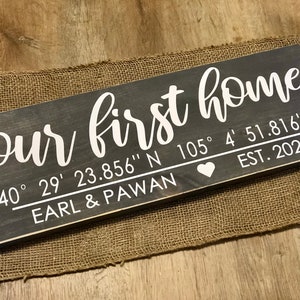 our first home
40° 29' 23.856" N 105° 4' 51.816"
EARL & PAWAN EST. 202